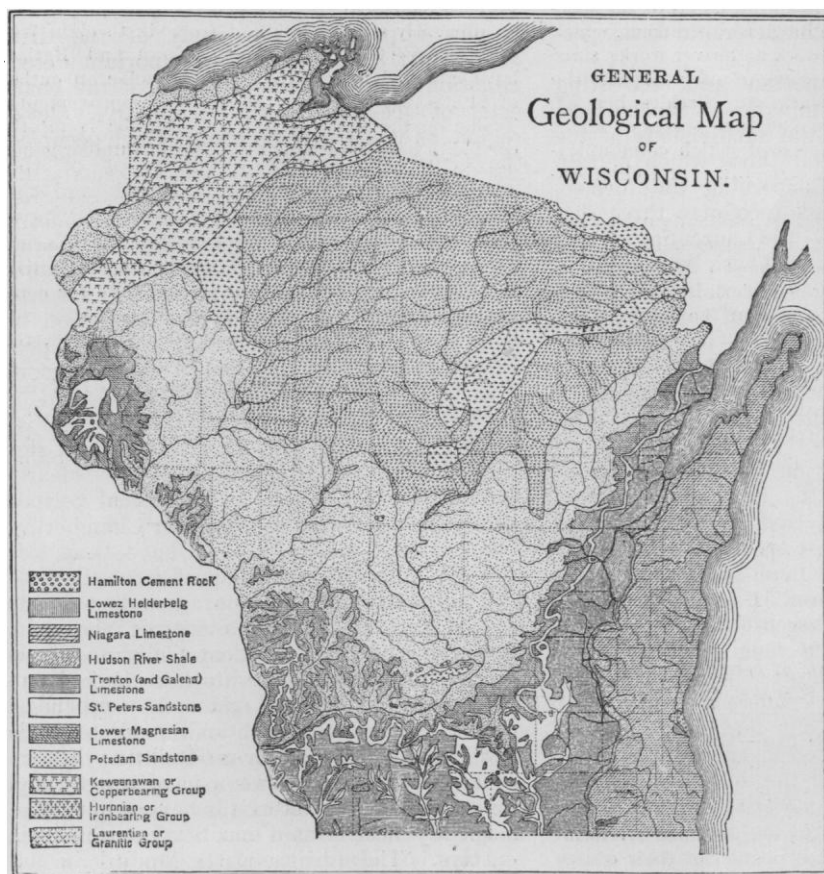 GENERAL
Geological Map
OF
WISCONSIN.
Hamilton Cement Rock
Lower Helderbelg
Limestone
Niagara Limestone
Hudson River Shale
Trenton (and Galena)
Limestone
St. Peters Sandstone
Lower Magnesian
Limestone
Potsdam Sandstone
Keweenawan or
Copperbearing Group
Huronian or
Ironbearing Group
Laurentian or
Granitic Group